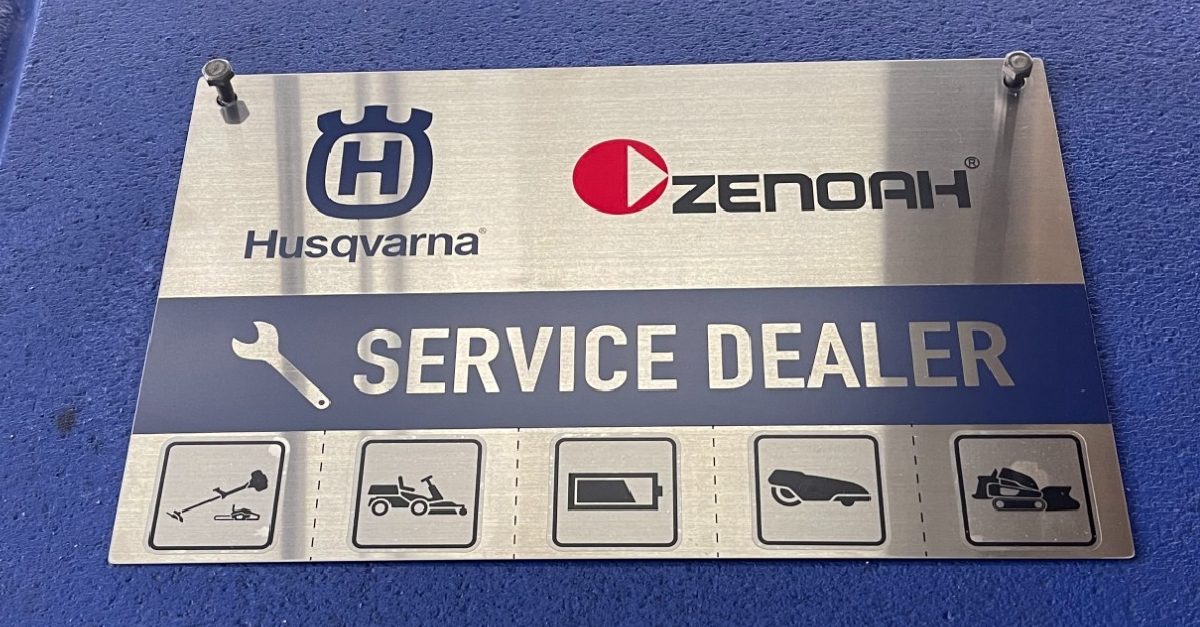 H
Husqvarna®
ZENOAH®
SERVICE DEALER